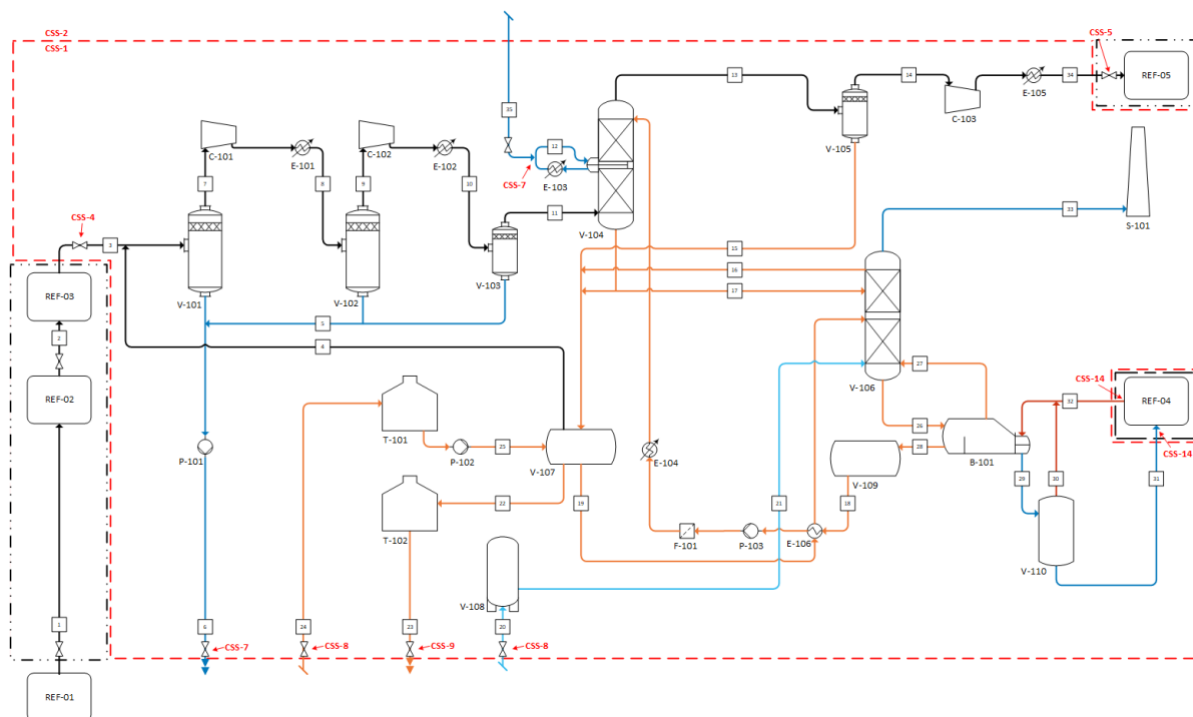 CSS-2
CSS-1
CSS-5
REF-05
13
14
34
E-105
C-103
35
12
C-101
E-101
C-102
E-102
E-103
CSS-7
V-105
7
8
9
10
11
V-104
33
S-101
CSS-4
3
REF-03
V-101
V-102
V-103
15
16
17
2
5
4
REF-02
27
V-106
CSS-14
REF-04
32
T-101
26
P-101
P-102
25
V-107
E-104
V-109
28
B-101
CSS-14
22
19
21
18
29
30
31
T-102
F-101
P-103
E-106
V-108
V-110
1
6
CSS-7
24
CSS-8
23
CSS-9
20
CSS-8
REF-01